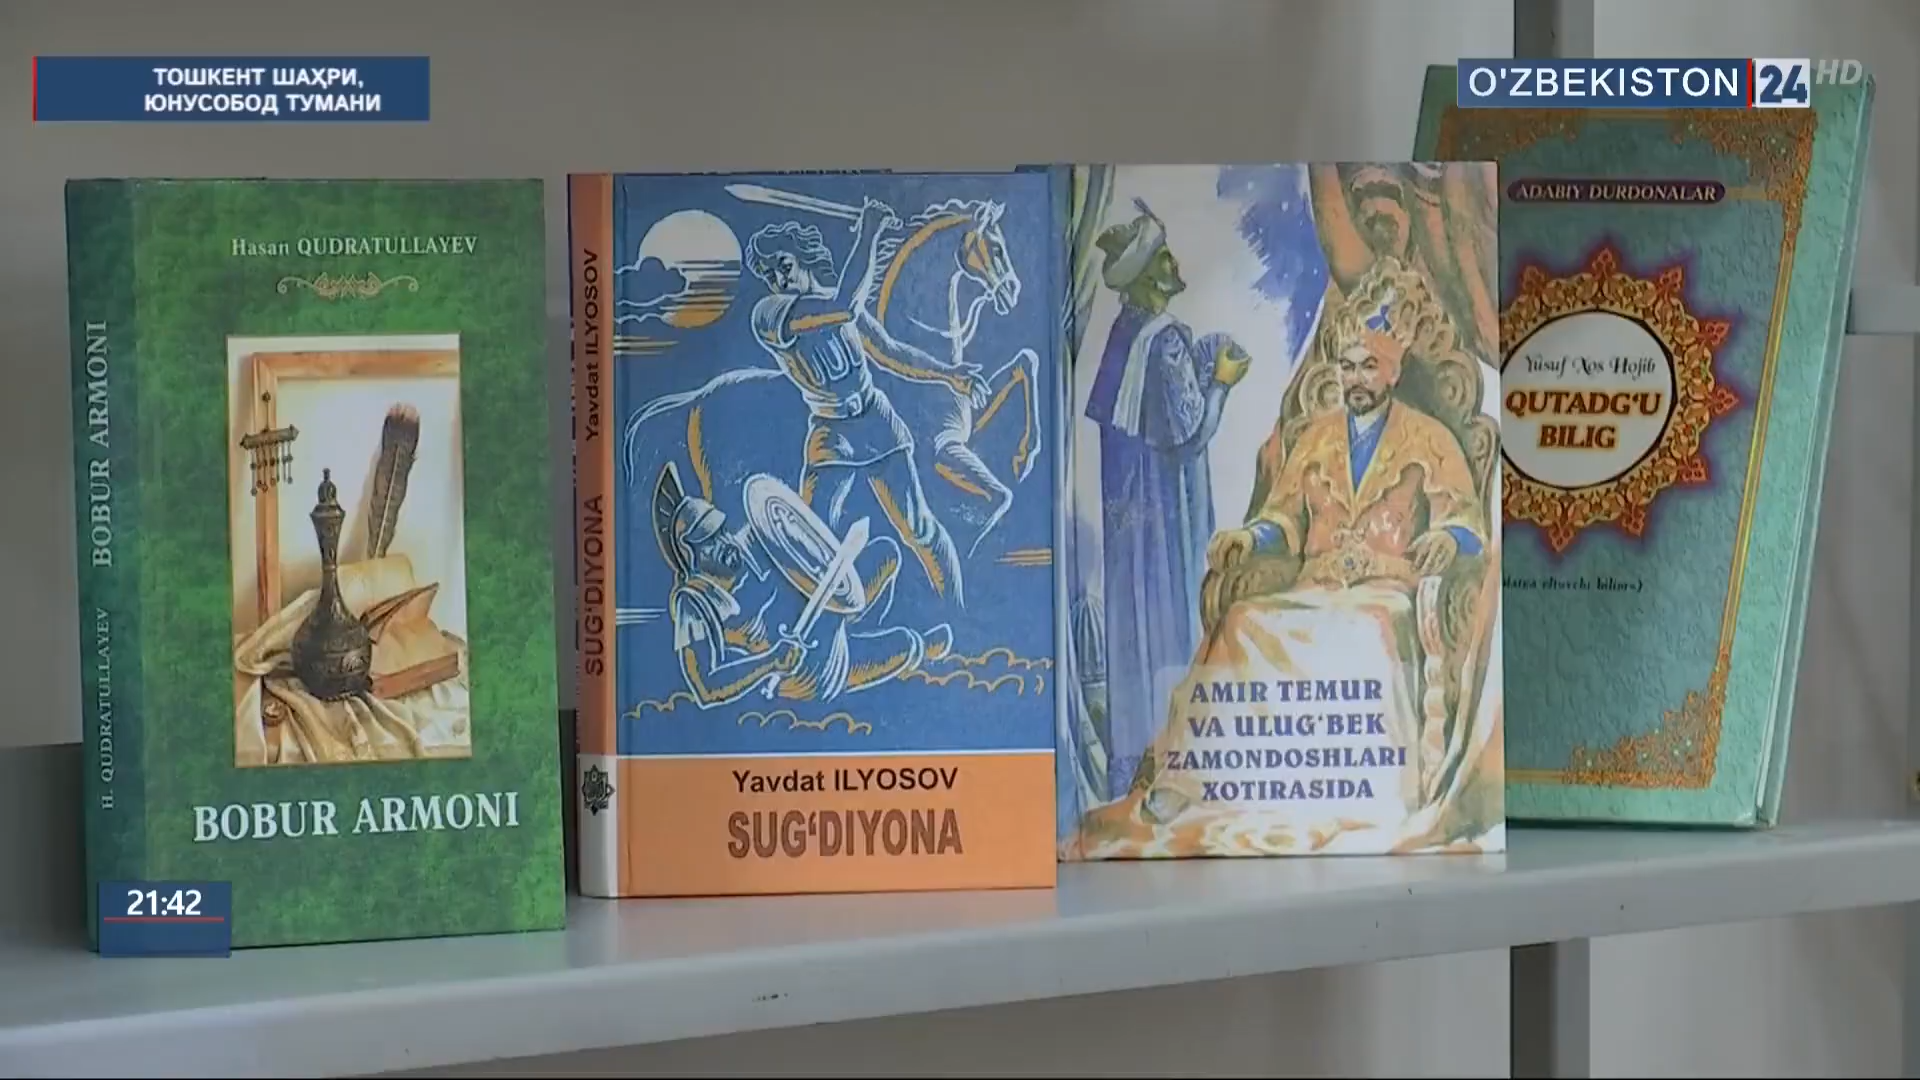 ТОШКЕНТ ШАҲРИ,
ЮНУСОБОД ТУМАНИ
O'ZBEKISTON 24 HD
Hasan QUDRATULLAYEV
BOBUR ARMONI
H. QUDRATULLAYEV
BOBUR ARMONI
Yavdat ILYOSOV
SUG‘DIYONA
Yavdat ILYOSOV
SUG‘DIYONA
AMIR TEMUR
VA ULUG‘BEK
ZAMONDOSHLARI
XOTIRASIDA
ADABIY DURDONALAR
Yusuf Xos Hojib
QUTADG‘U
BILIG
eltuvchi bilim»)
21:42